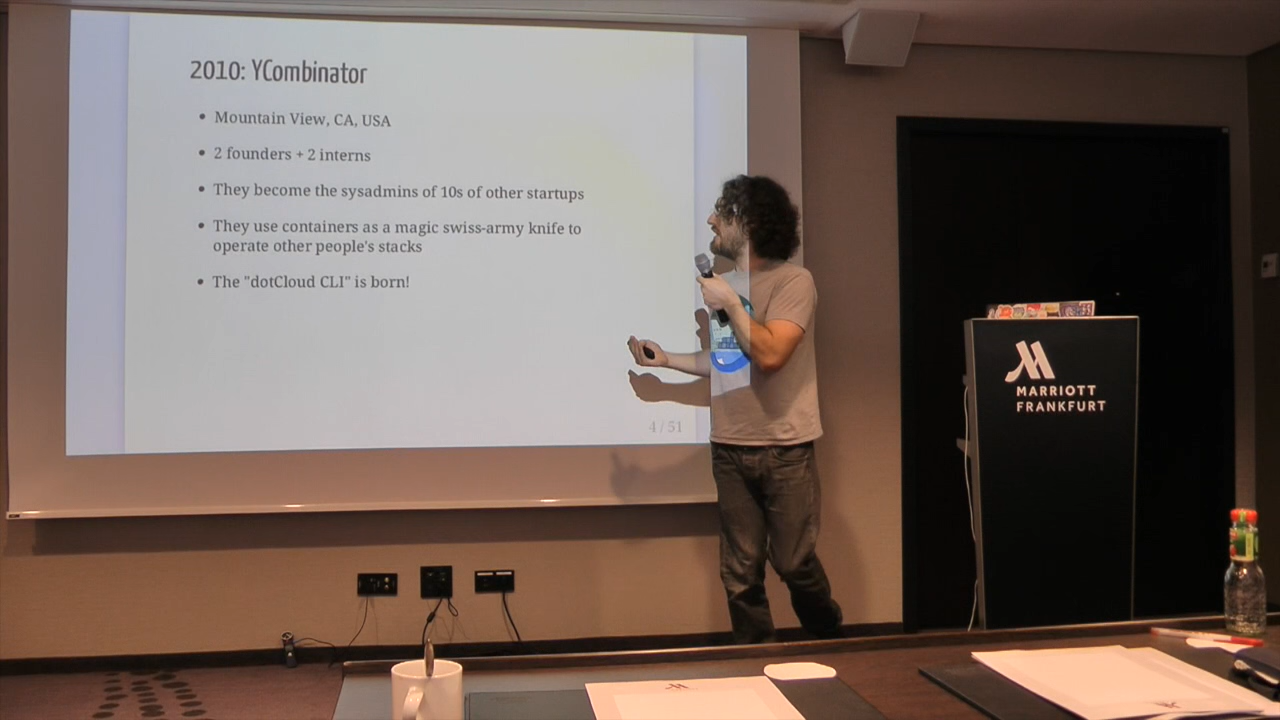 2010: YCombinator
• Mountain View, CA, USA
• 2 founders + 2 interns
• They become the sysadmins of 10s of other startups
• They use containers as a magic swiss-army knife to
operate other people's stacks
• The "dotCloud CLI" is born!
4 / 51
MARRIOTT
FRANKFURT